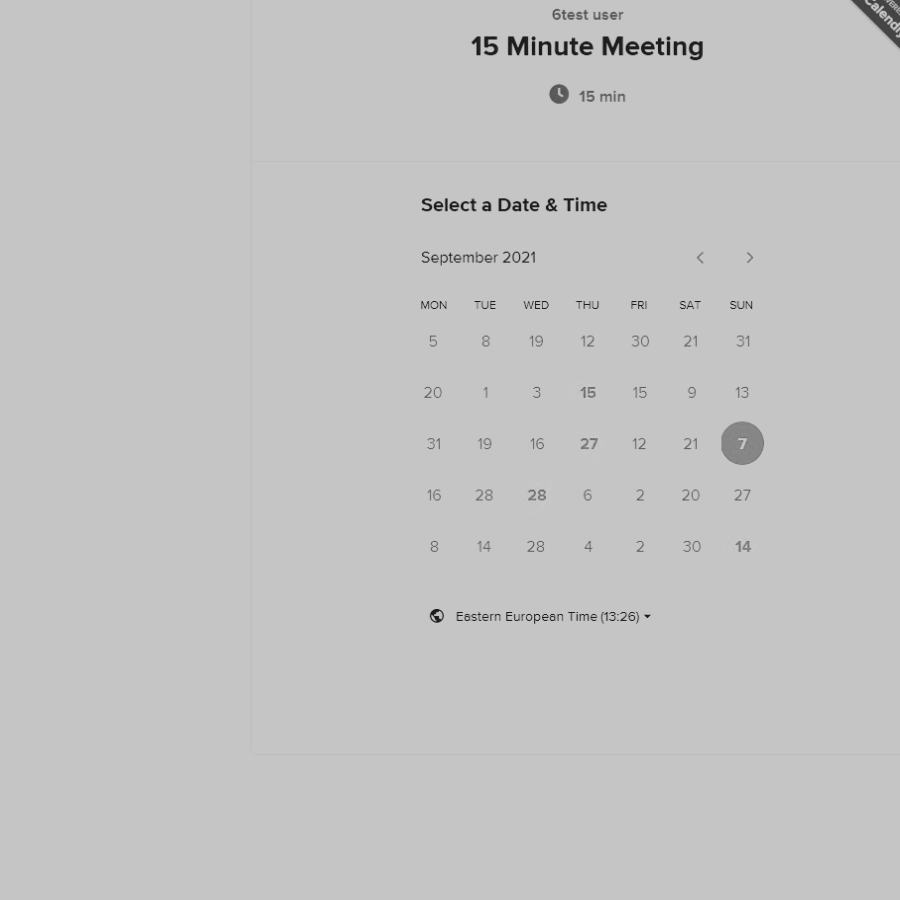 6test user
15 Minute Meeting
15 min
Calendly
Select a Date & Time
September 2021
MON TUE WED THU FRI SAT SUN
5 8 19 12 30 21 31
20 1 3 15 15 9 13
31 19 16 27 12 21 7
16 28 28 6 2 20 27
8 14 28 4 2 30 14
Eastern European Time (13:26)